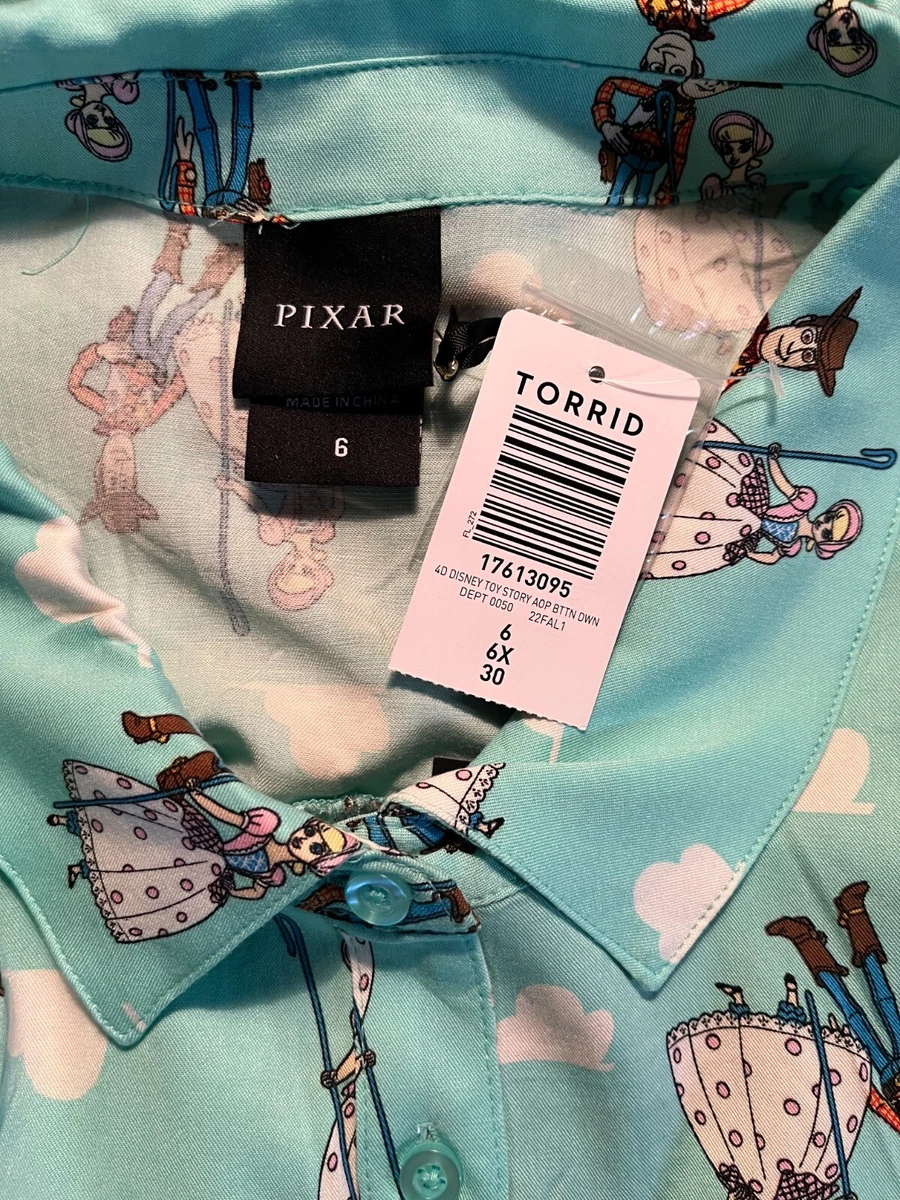 PIXAR
MADE IN CHINA
6
TORRID
FL_272
17613095
4D DISNEY TOY STORY AOP BTTN DWN
DEPT 0050 22FAL1
6
6X
30